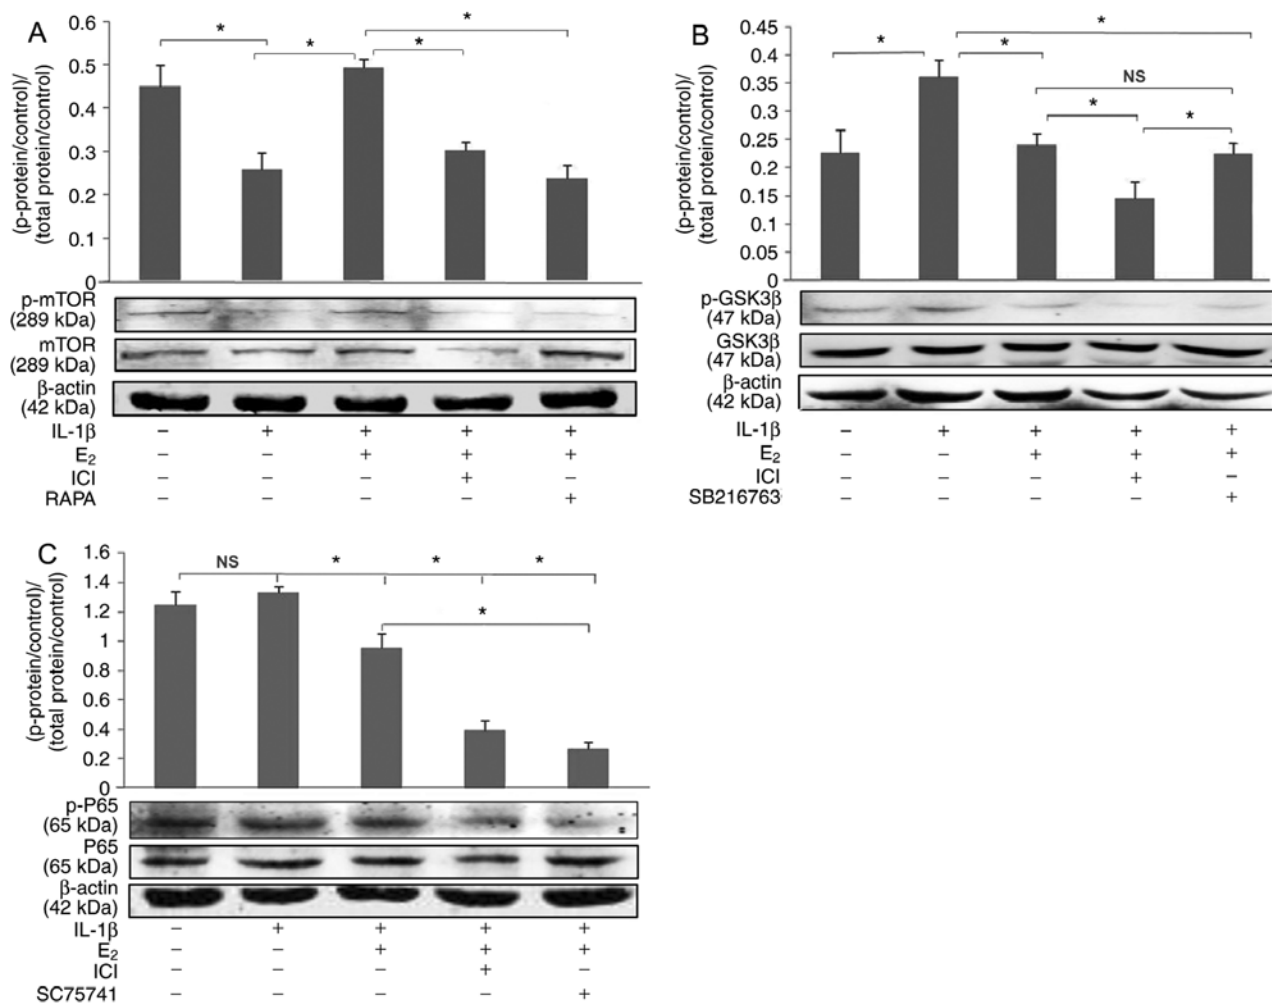 A
(p-protein/control)/
(total protein/control)
0.6
0.5
0.4
0.3
0.2
0.1
0
* * * *
p-mTOR
(289 kDa)
mTOR
(289 kDa)
β-actin
(42 kDa)
IL-1β – + + + +
E₂ – – + + +
ICI – – – + –
RAPA – – – – +
B
(p-protein/control)/
(total protein/control)
0.45
0.35
0.3
0.25
0.2
0.15
0.1
0.05
0
* * *
NS
* *
p-GSK3β
(47 kDa)
GSK3β
(47 kDa)
β-actin
(42 kDa)
IL-1β – + + + +
E₂ – – + + +
ICI – – – + –
SB216763 – – – – +
C
(p-protein/control)/
(total protein/control)
1.6
1.4
1.2
1
0.8
0.6
0.4
0.2
0
NS * * *
*
p-P65
(65 kDa)
P65
(65 kDa)
β-actin
(42 kDa)
IL-1β – + + + +
E₂ – – + + +
ICI – – – + –
SC75741 – – – – +